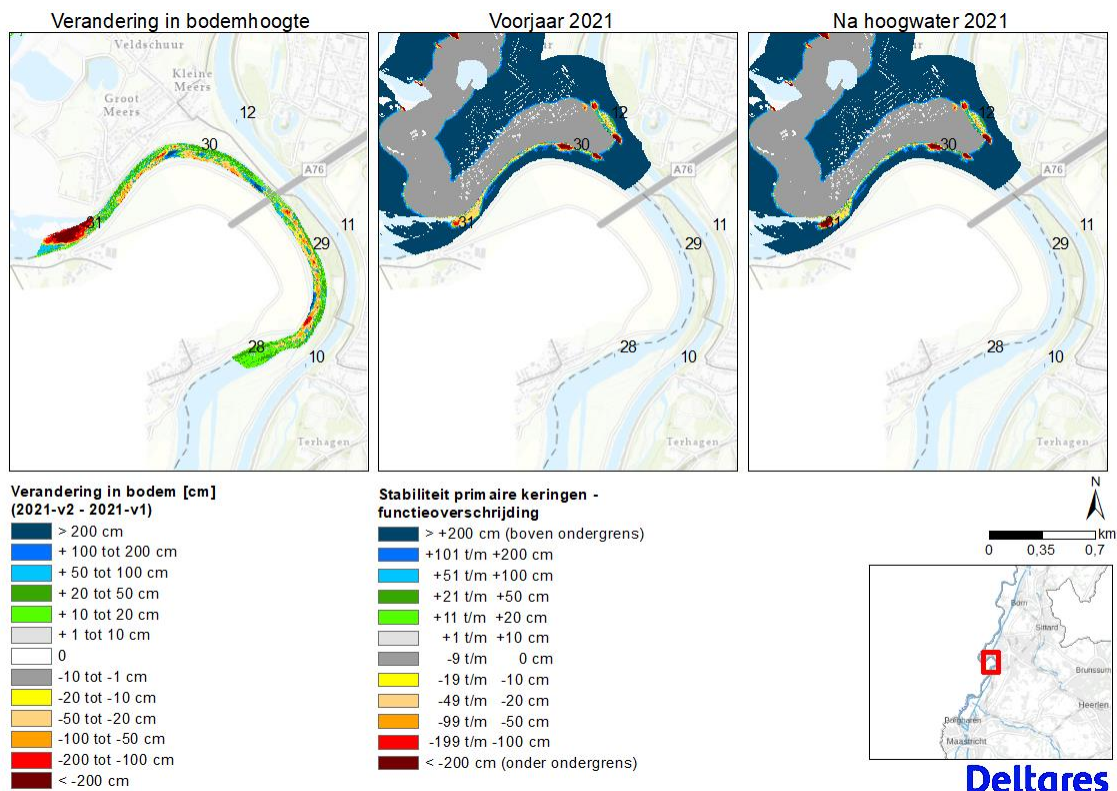 Verandering in bodemhoogte
Voorjaar 2021
Na hoogwater 2021
Veldschuur
Kleine
Meers
Groot
Meers
12
30
A76
31
11
29
28
10
Terhagen
12
30
A76
31
11
29
28
10
Terhagen
12
30
A76
31
11
29
28
10
Terhagen
Verandering in bodem [cm]
(2021-v2 - 2021-v1)
> 200 cm
+ 100 tot 200 cm
+ 50 tot 100 cm
+ 20 tot 50 cm
+ 10 tot 20 cm
+ 1 tot 10 cm
0
-10 tot -1 cm
-20 tot -10 cm
-50 tot -20 cm
-100 tot -50 cm
-200 tot -100 cm
< -200 cm
Stabiliteit primaire keringen -
functieoverschrijding
> +200 cm (boven ondergrens)
+101 t/m +200 cm
+51 t/m +100 cm
+21 t/m +50 cm
+11 t/m +20 cm
+1 t/m +10 cm
-9 t/m 0 cm
-19 t/m -10 cm
-49 t/m -20 cm
-99 t/m -50 cm
-199 t/m -100 cm
< -200 cm (onder ondergrens)
N
km
0 0,35 0,7
Born
Sittard
Brunssum
Heerlen
Borgharen
Maastricht
Deltares